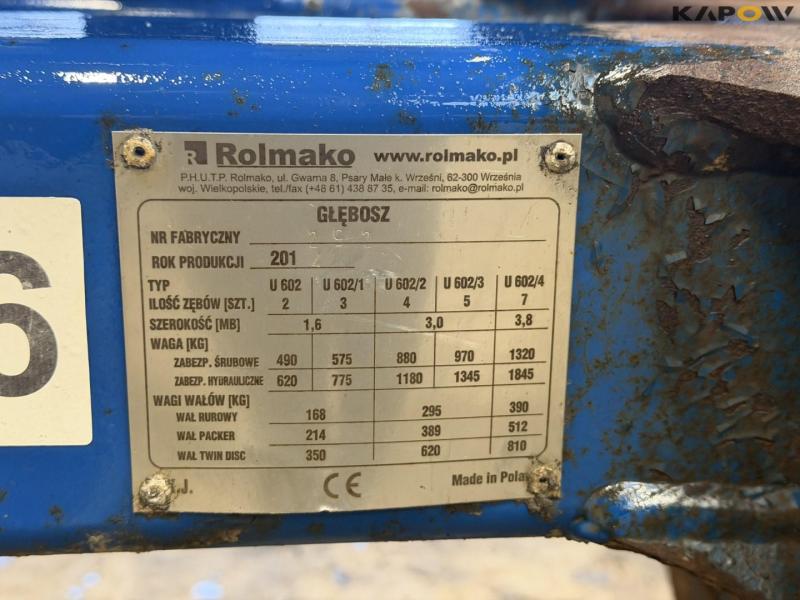 KAPOW
6
R Rolmako www.rolmako.pl
P.H.U.T.P. Rolmako, ul. Gwarna 8, Psary Małe k. Wrześni, 62-300 Września
woj. Wielkopolskie, tel./fax (+48 61) 438 87 35, e-mail: rolmako@rolmako.pl
GŁĘBOSZ
NR FABRYCZNY
ROK PRODUKCJI 201
TYP U 602 U 602/1 U 602/2 U 602/3 U 602/4
ILOŚĆ ZĘBÓW [SZT.] 2 3 4 5 7
SZEROKOŚĆ [MB] 1,6 3,0 3,8
WAGA [KG]
ZABEZP. ŚRUBOWE 490 575 880 970 1320
ZABEZP. HYDRAULICZNE 620 775 1180 1345 1845
WAGI WAŁÓW [KG]
WAŁ RUROWY 168 295 390
WAŁ PACKER 214 389 512
WAŁ TWIN DISC 350 620 810
.J. CE Made in Pola